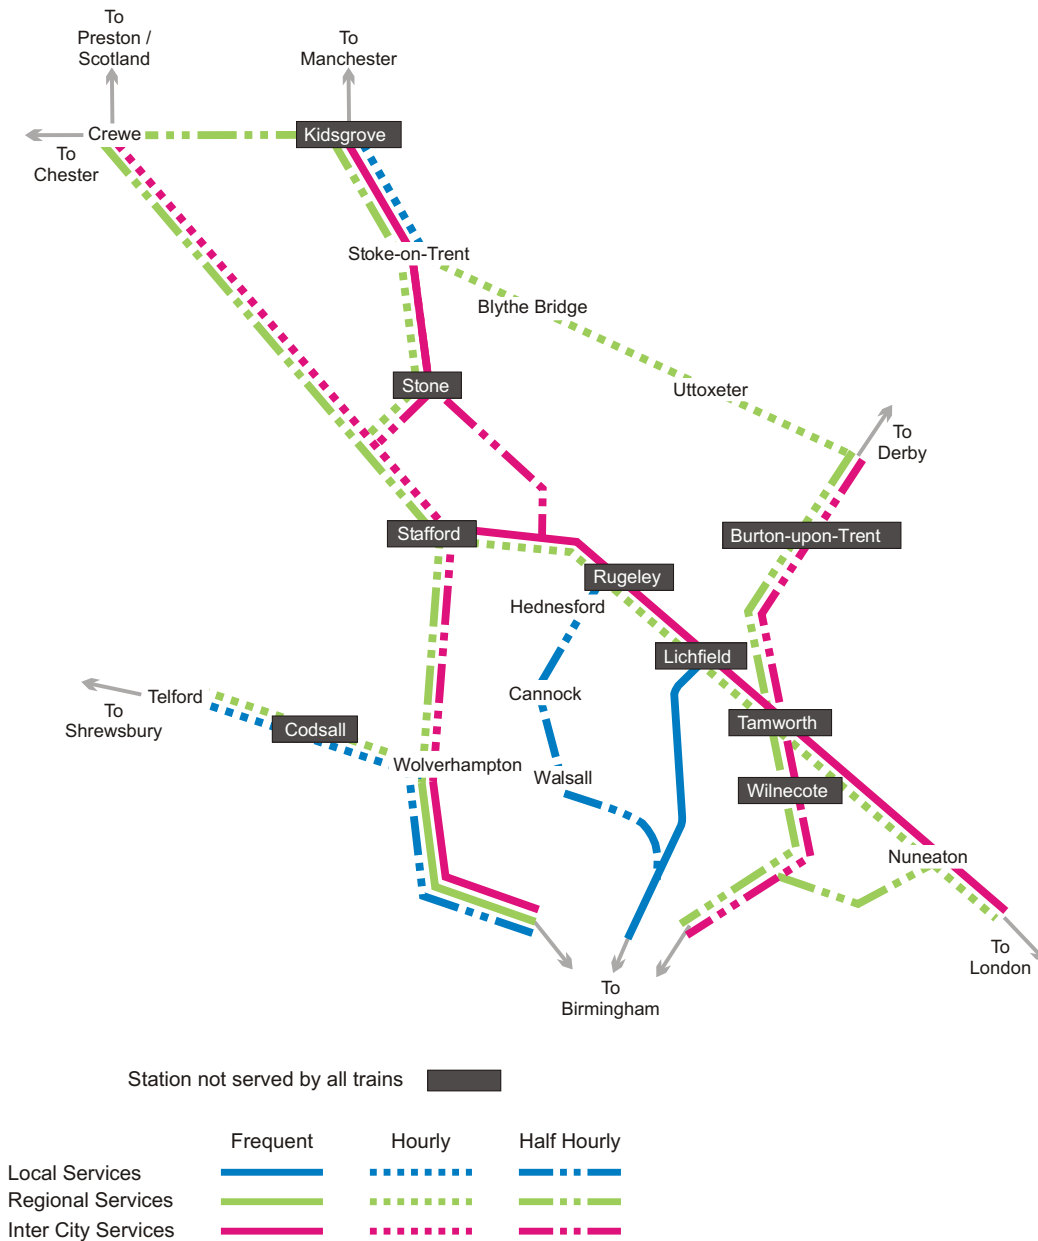 To
Preston /
Scotland
To
Manchester
Crewe
Kidsgrove
To
Chester
Stoke-on-Trent
Blythe Bridge
Stone
Uttoxeter
To
Derby
Stafford
Burton-upon-Trent
Rugeley
Hednesford
Lichfield
Cannock
Telford
To
Shrewsbury
Codsall
Tamworth
Wolverhampton
Walsall
Wilnecote
Nuneaton
To
London
To
Birmingham
Station not served by all trains
Frequent Hourly Half Hourly
Local Services
Regional Services
Inter City Services